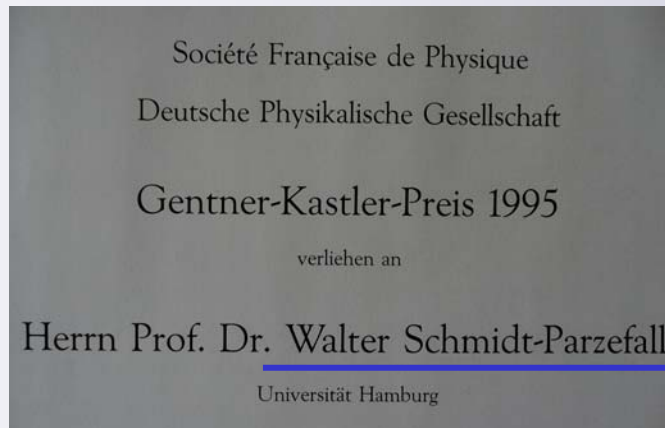 Société Française de Physique
Deutsche Physikalische Gesellschaft
Gentner-Kastler-Preis 1995
verliehen an
Herrn Prof. Dr. Walter Schmidt-Parzefall
Universität Hamburg